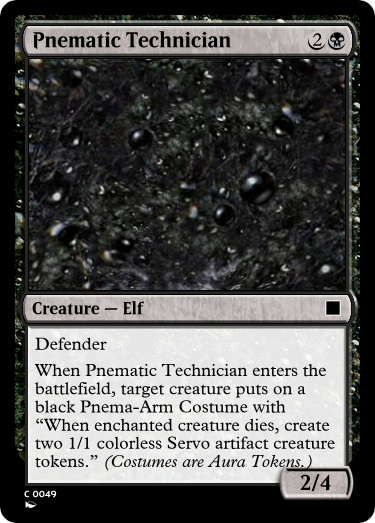 Pnematic Technician
2
Creature — Elf
Defender
When Pnematic Technician enters the
battlefield, target creature puts on a
black Pnema-Arm Costume with
“When enchanted creature dies, create
two 1/1 colorless Servo artifact creature
tokens.” (Costumes are Aura Tokens.)
2/4
C 0049